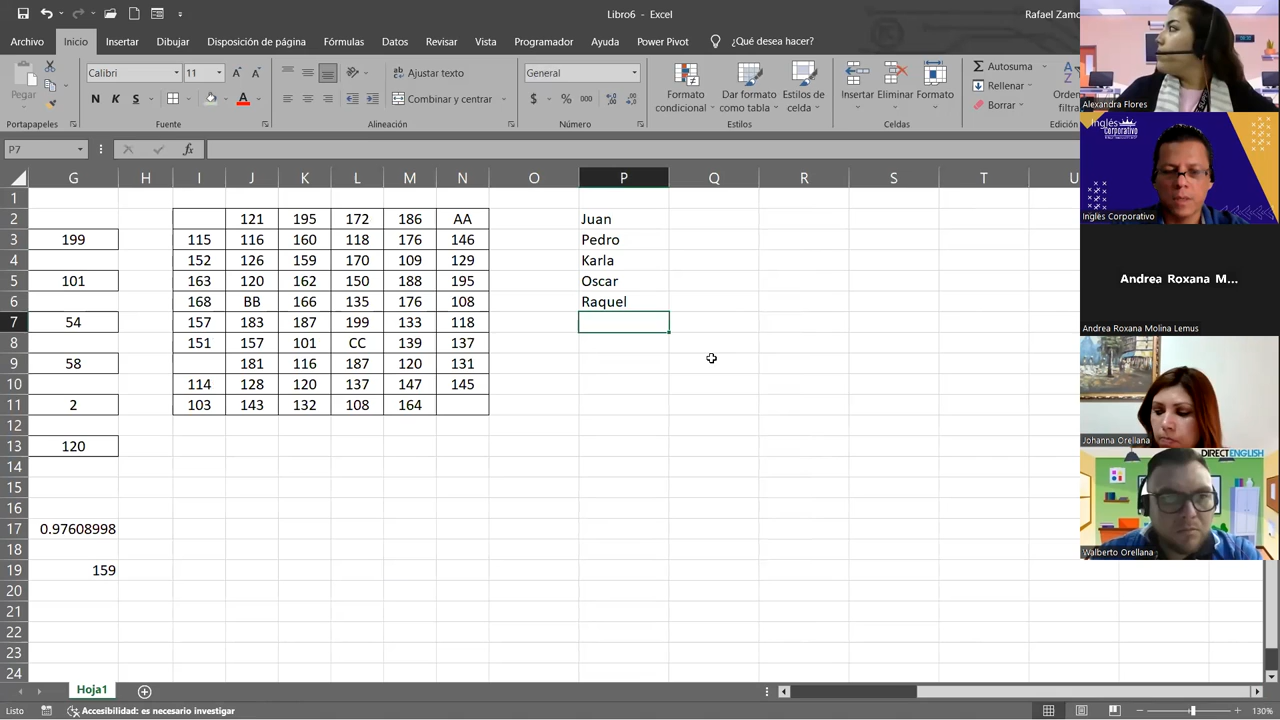 Libro6 - Excel
Rafael Zamo
Archivo Inicio Insertar Dibujar Disposición de página Fórmulas Datos Revisar Vista Programador Ayuda Power Pivot ¿Qué desea hacer?
Pegar
Calibri 11
N K S
Ajustar texto
Combinar y centrar
General
$ % 000
Formato condicional
Dar formato como tabla
Estilos de celda
Insertar Eliminar Formato
Autosuma
Rellenar
Borrar
Portapapeles Fuente Alineación Número Estilos Celdas
P7 fx
G H I J K L M N O P Q R S T U
1
2 121 195 172 186 AA Juan
3 199 115 116 160 118 176 146 Pedro
4 152 126 159 170 109 129 Karla
5 101 163 120 162 150 188 195 Oscar
6 168 BB 166 135 176 108 Raquel
7 54 157 183 187 199 133 118
8 151 157 101 CC 139 137
9 58 181 116 187 120 131
10 114 128 120 137 147 145
11 2 103 143 132 108 164
12
13 120
14
15
16
17 0.97608998
18
19 159
20
21
22
23
24
Hoja1
Listo Accesibilidad: es necesario investigar 130%
Alexandra Flores
Inglés Corporativo
Inglés Corporativo
Andrea Roxana M...
Andrea Roxana Molina Lemus
Johanna Orellana
DIRECT ENGLISH
Walberto Orellana